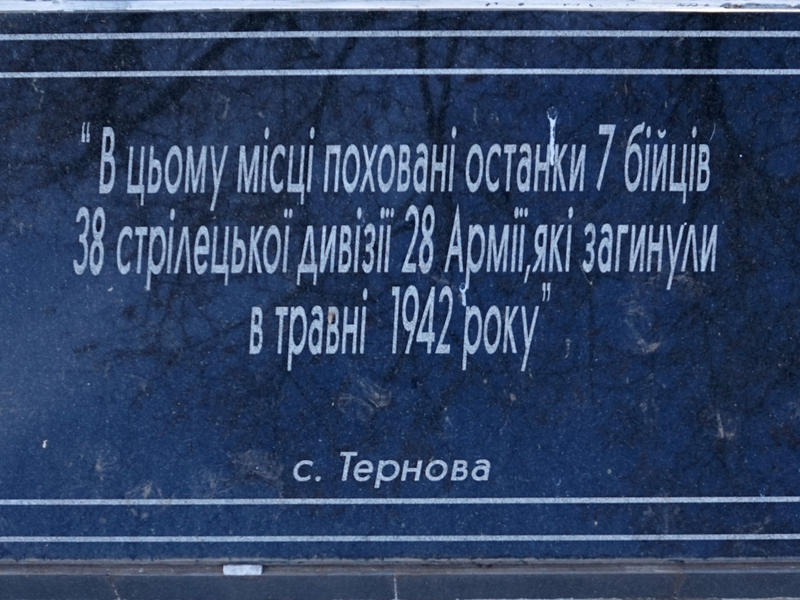 “ В цьому місці поховані останки 7 бійців
38 стрілецької дивізії 28 Армії,які загинули
в травні 1942 року”
с. Тернова